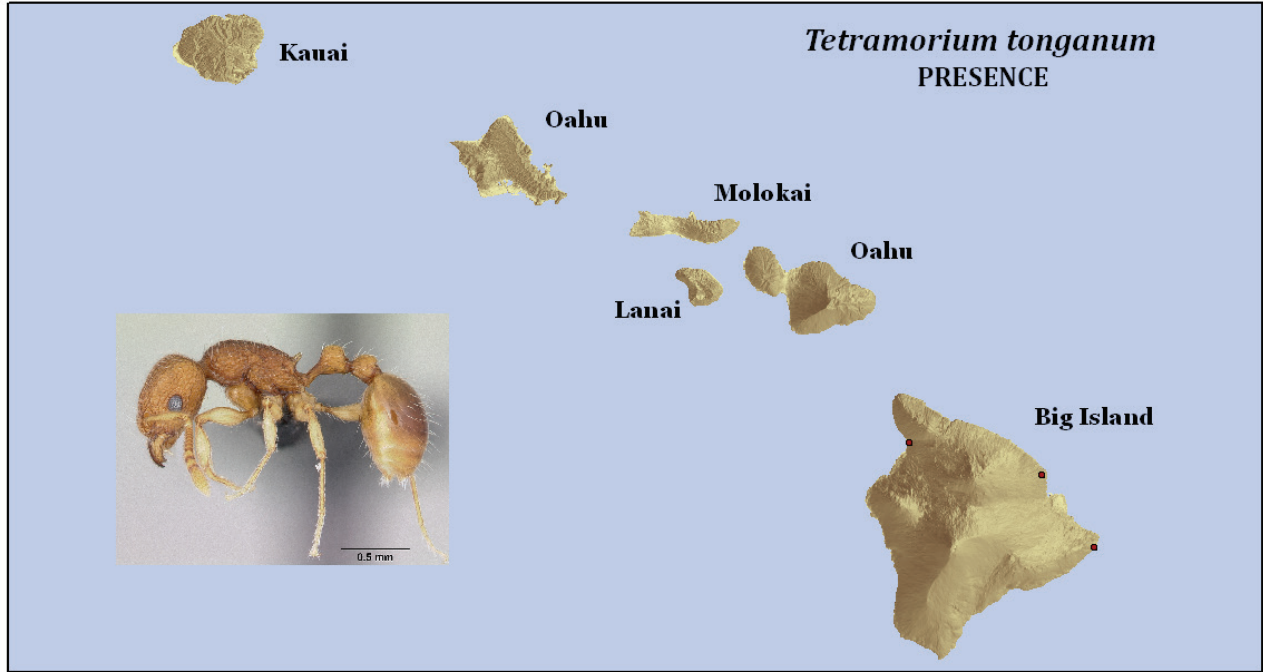 Tetramorium tonganum
PRESENCE
Kauai
Oahu
Molokai
Oahu
Lanai
Big Island
0.5 mm